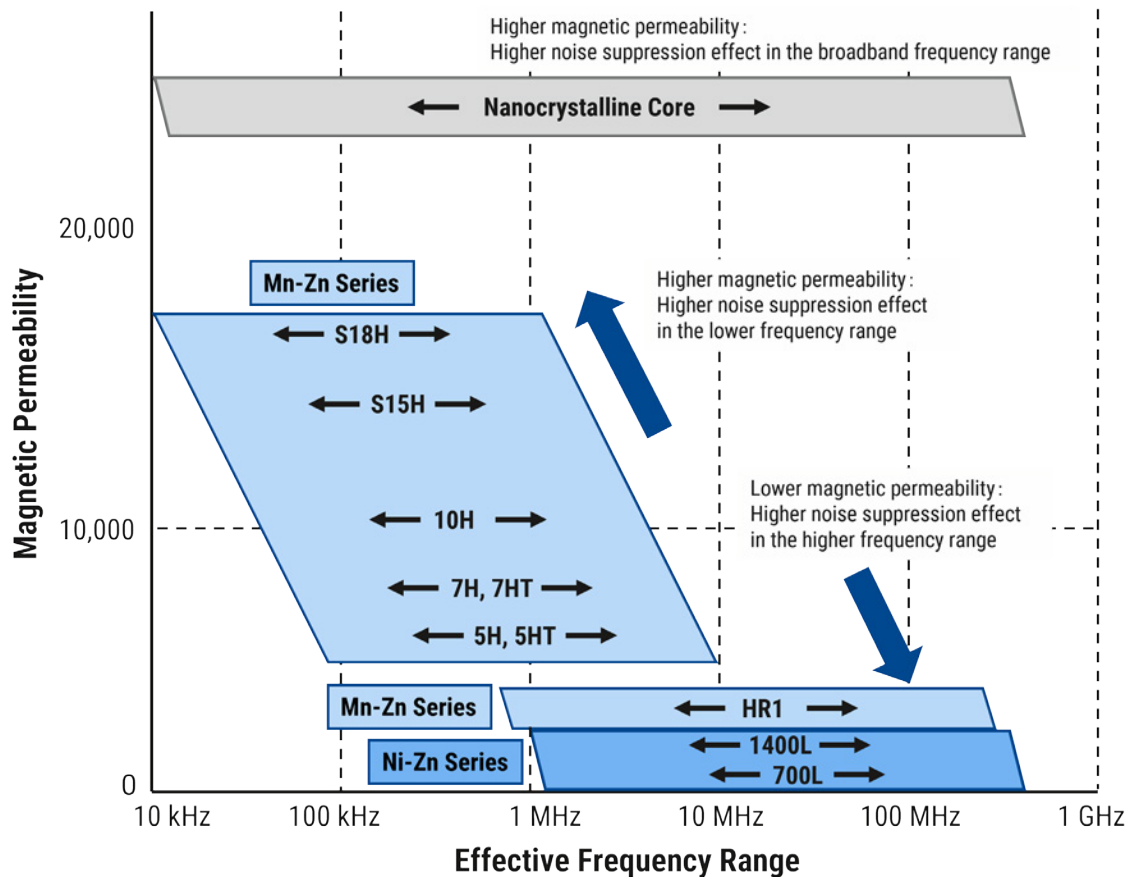 Higher magnetic permeability:
Higher noise suppression effect in the broadband frequency range
Nanocrystalline Core
20,000
Mn-Zn Series
Higher magnetic permeability:
Higher noise suppression effect
in the lower frequency range
S18H
S15H
Magnetic Permeability
Lower magnetic permeability:
Higher noise suppression effect
in the higher frequency range
10,000
10H
7H, 7HT
5H, 5HT
Mn-Zn Series
HR1
Ni-Zn Series
1400L
700L
0
10 kHz
100 kHz
1 MHz
10 MHz
100 MHz
1 GHz
Effective Frequency Range